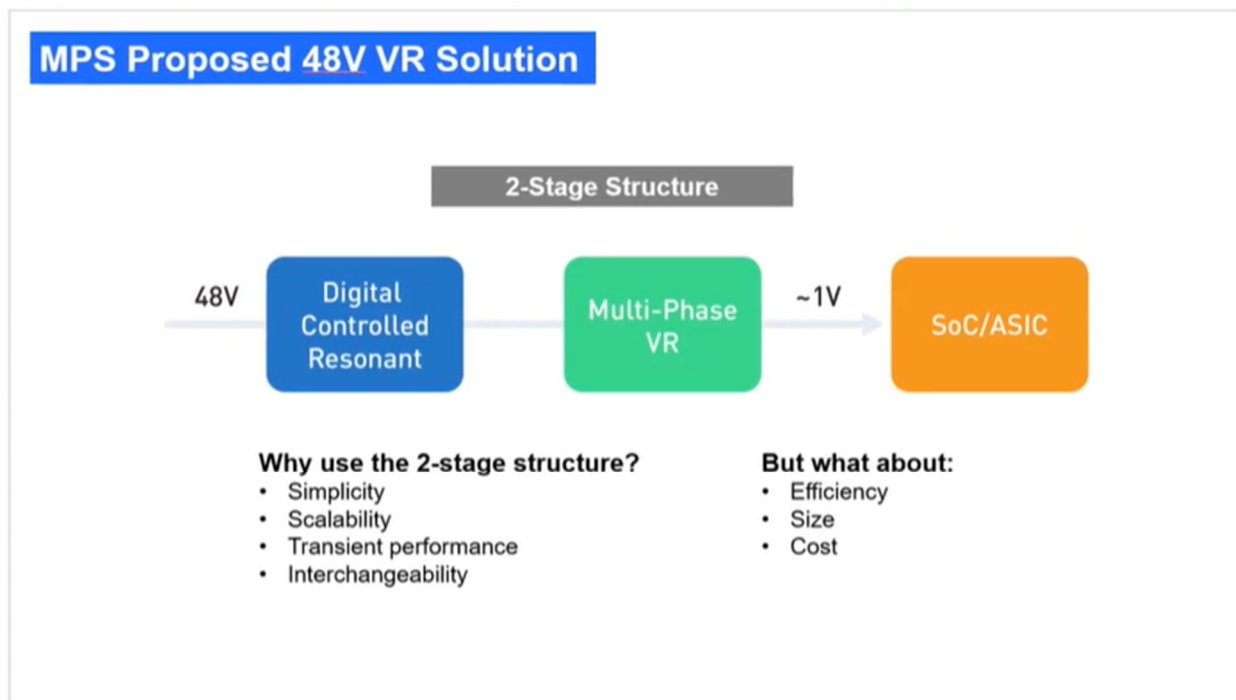 MPS Proposed 48V VR Solution
2-Stage Structure
48V
Digital
Controlled
Resonant
Multi-Phase
VR
~1V
SoC/ASIC
Why use the 2-stage structure?
• Simplicity
• Scalability
• Transient performance
• Interchangeability
But what about:
• Efficiency
• Size
• Cost